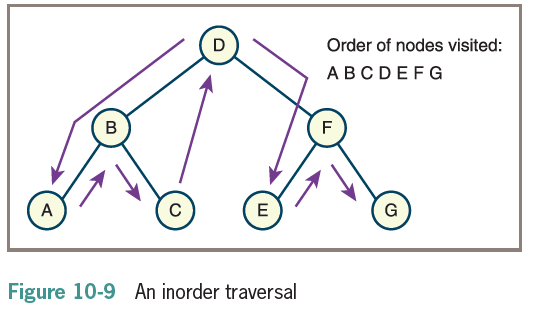 D
Order of nodes visited:
A B C D E F G
B
F
A
C
E
G
Figure 10-9 An inorder traversal